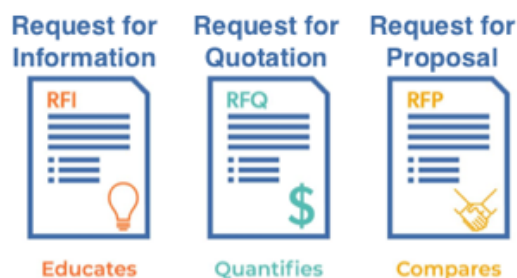 Request for
Information
RFI
Educates
Request for
Quotation
RFQ
$
Quantifies
Request for
Proposal
RFP
Compares